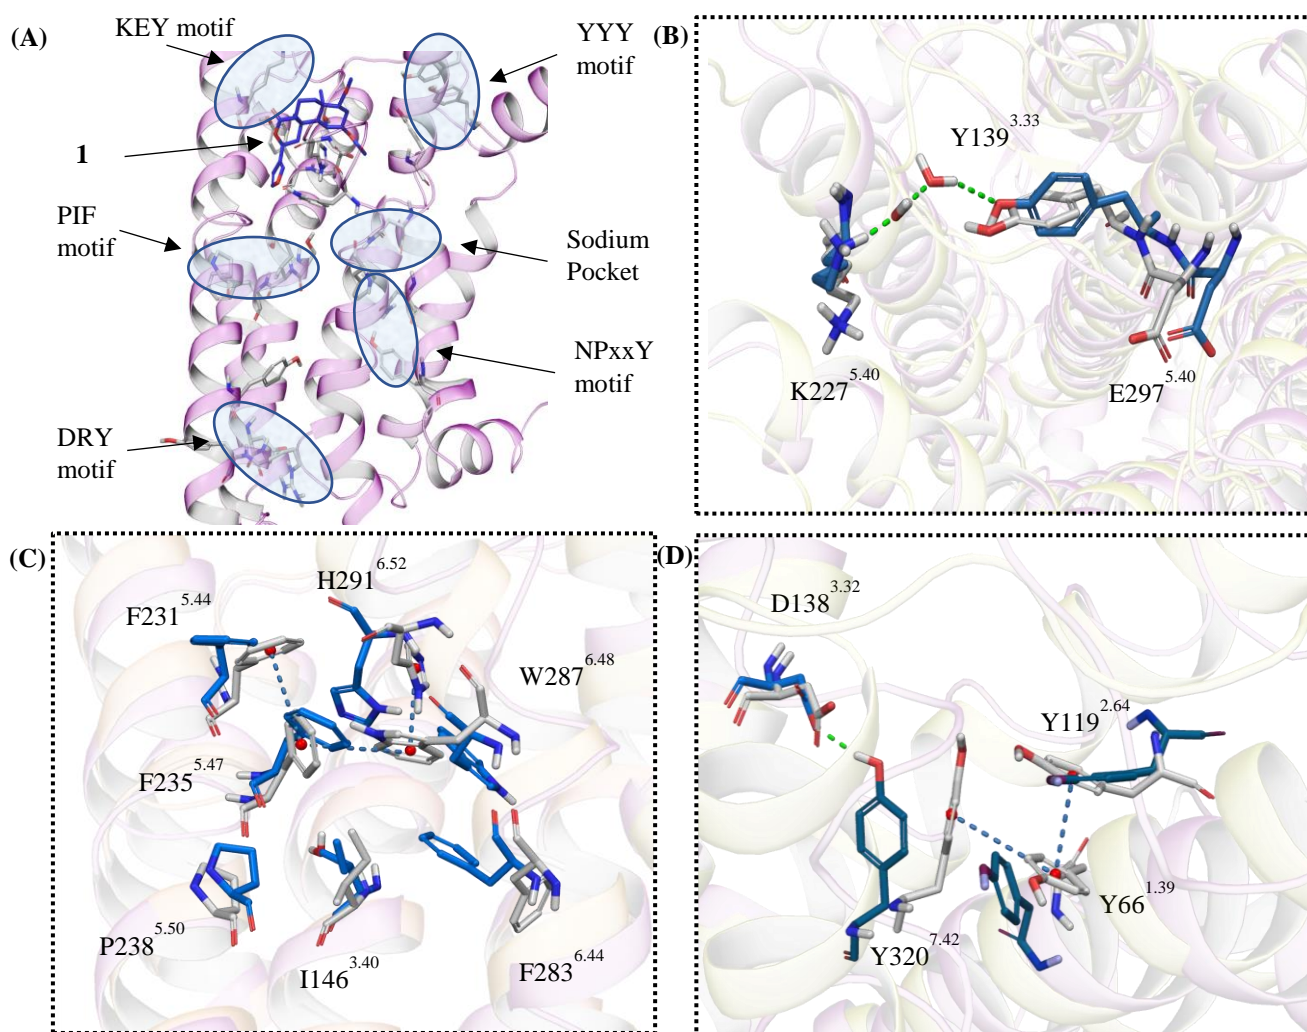 (A)
KEY motif
YYY
motif
1
PIF
motif
Sodium
Pocket
NPxxY
motif
DRY
motif
(B)
Y139 3.33
K227 5.40
E297 5.40
(C)
H291 6.52
F231 5.44
W287 6.48
F235 5.47
P238 5.50
I146 3.40
F283 6.44
(D)
D138 3.32
Y119 2.64
Y66 1.39
Y320 7.42